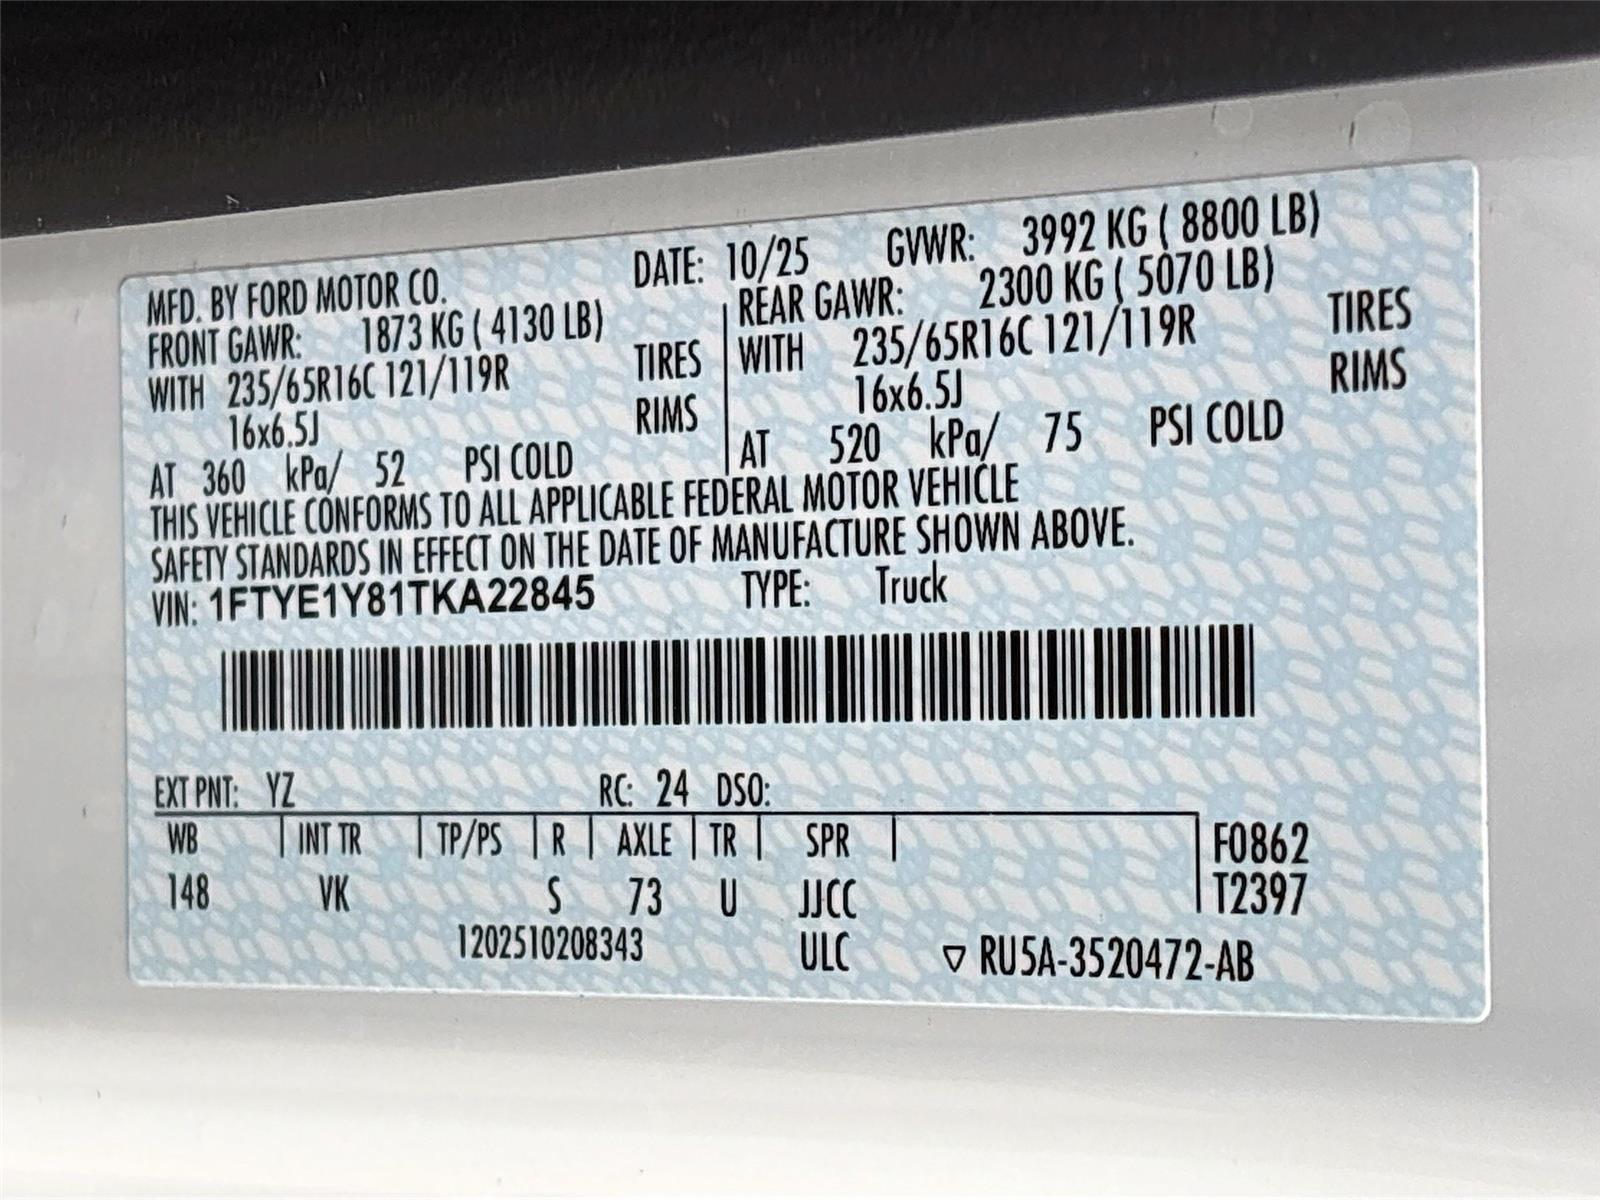 MFD. BY FORD MOTOR CO. DATE: 10/25 GVWR: 3992 KG ( 8800 LB)
FRONT GAWR: 1873 KG ( 4130 LB) REAR GAWR: 2300 KG ( 5070 LB)
WITH 235/65R16C 121/119R TIRES WITH 235/65R16C 121/119R TIRES
16x6.5J RIMS 16x6.5J RIMS
AT 360 kPa/ 52 PSI COLD AT 520 kPa/ 75 PSI COLD
THIS VEHICLE CONFORMS TO ALL APPLICABLE FEDERAL MOTOR VEHICLE
SAFETY STANDARDS IN EFFECT ON THE DATE OF MANUFACTURE SHOWN ABOVE.
VIN: 1FTYE1Y81TKA22845 TYPE: Truck
EXT PNT: YZ RC: 24 DSO:
WB INT TR TP/PS R AXLE TR SPR F0862
148 VK S 73 U JJCC T2397
1202510208343 ULC ▽ RU5A-3520472-AB